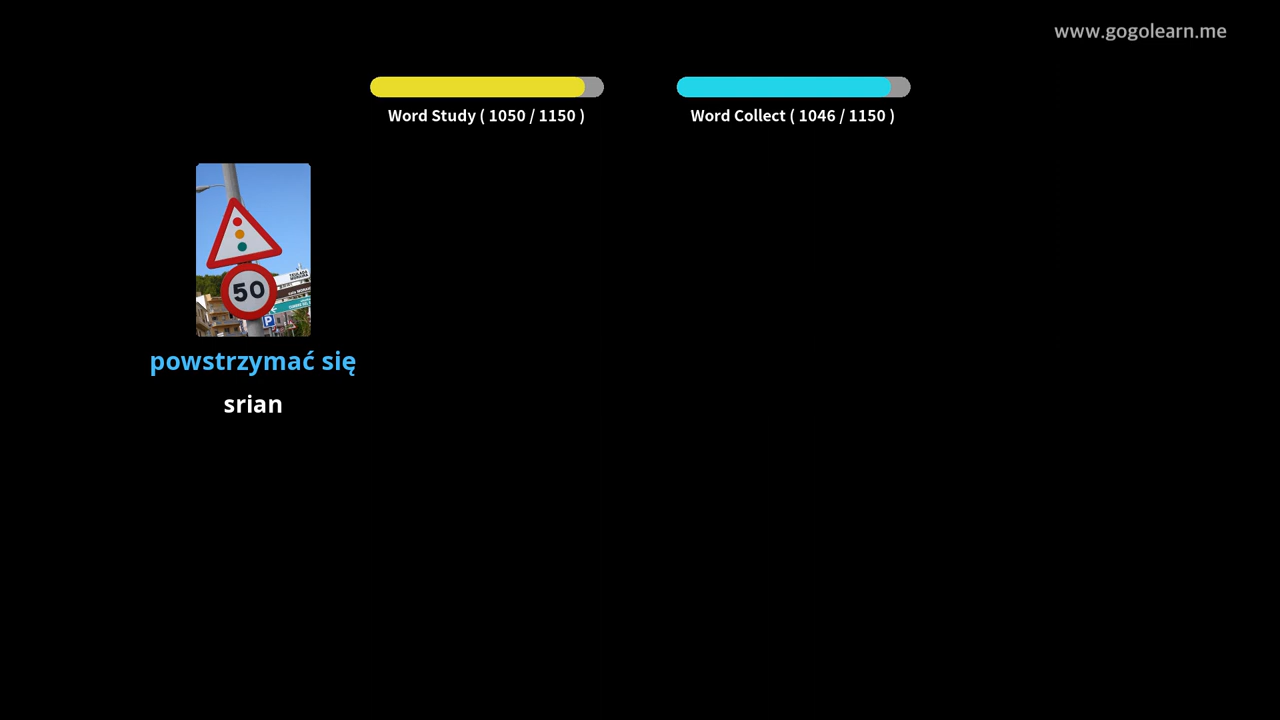 www.gogolearn.me
Word Study ( 1050 / 1150 )
Word Collect ( 1046 / 1150 )
50
P
powstrzymać się
srian